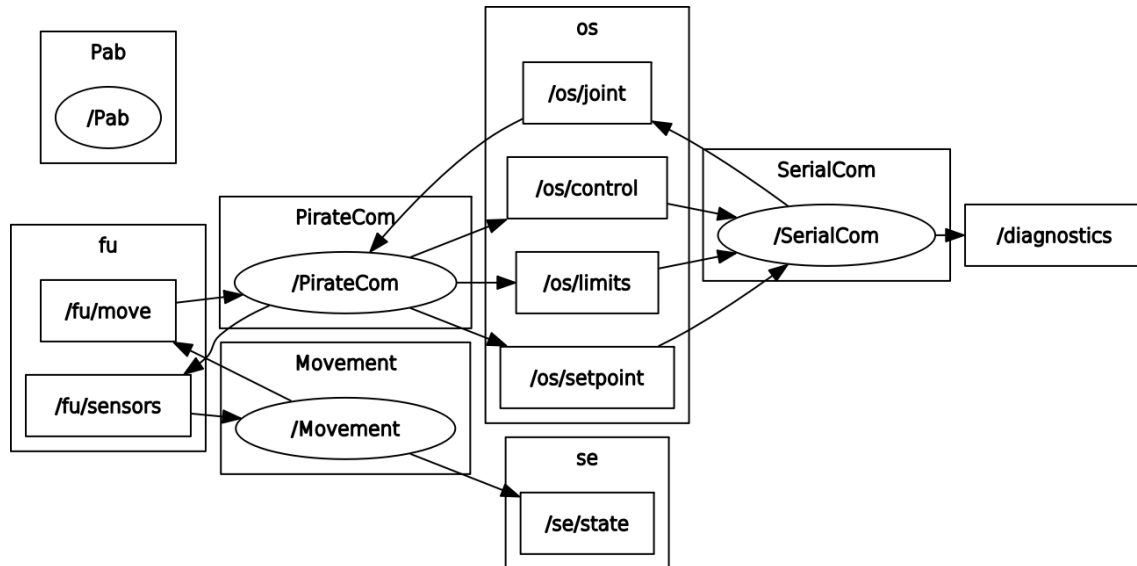 Pab
/Pab
fu
/fu/move
/fu/sensors
PirateCom
/PirateCom
Movement
/Movement
os
/os/joint
/os/control
/os/limits
/os/setpoint
se
/se/state
SerialCom
/SerialCom
/diagnostics